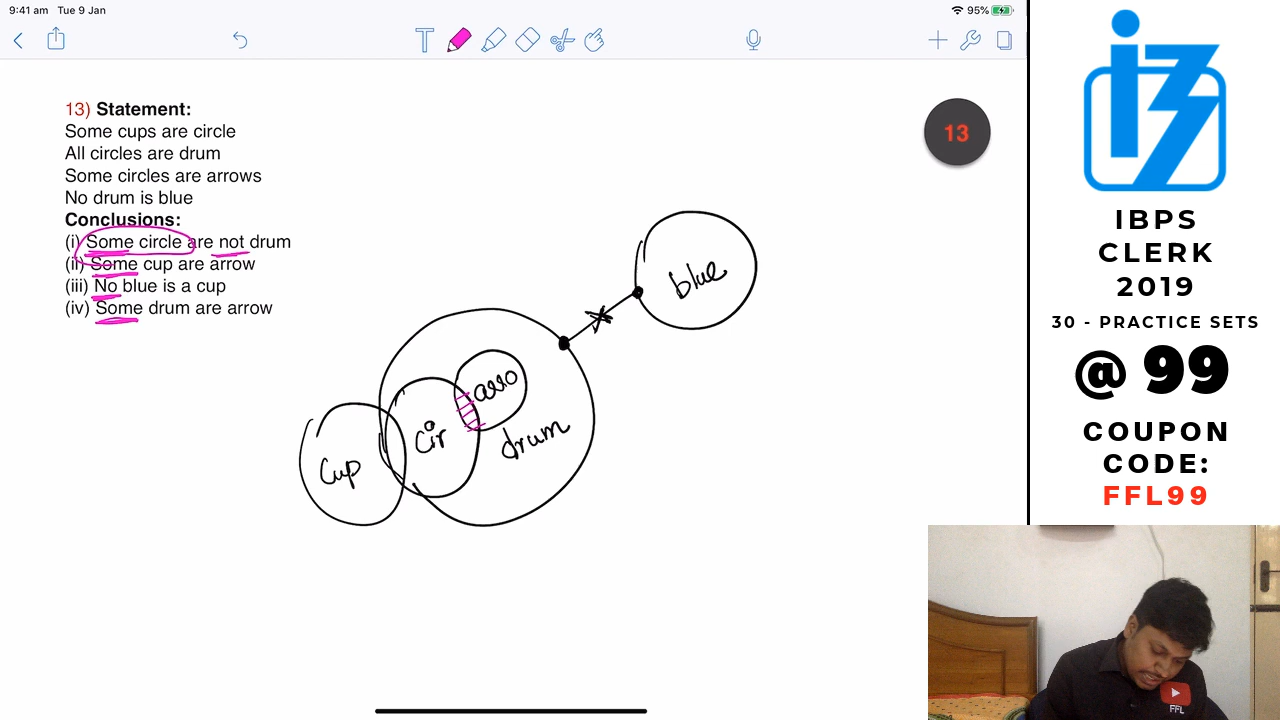 9:41 am Tue 9 Jan
95%
13) Statement:
Some cups are circle
All circles are drum
Some circles are arrows
No drum is blue
Conclusions:
(i) Some circle are not drum
(ii) Some cup are arrow
(iii) No blue is a cup
(iv) Some drum are arrow
13
blue
arro
cir
drum
Cup
IBPS
CLERK
2019
30 - PRACTICE SETS
@ 99
COUPON
CODE:
FFL99
FFL